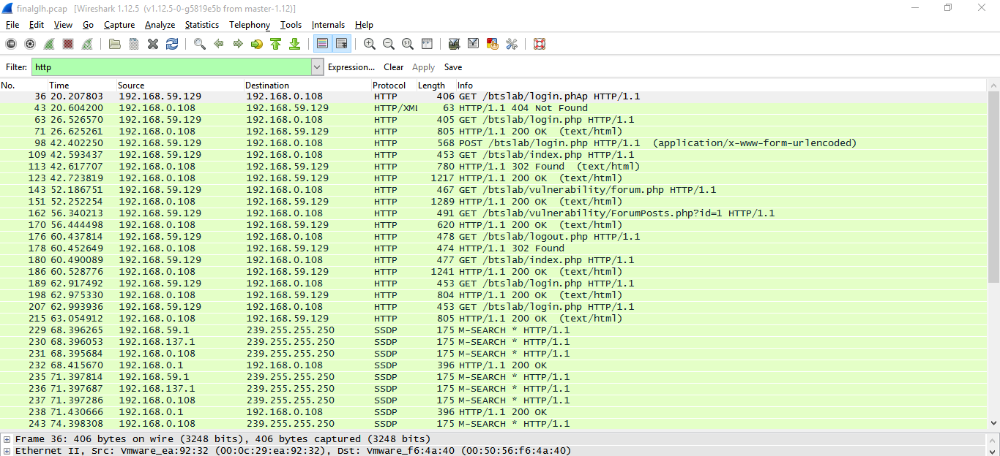 finalglh.pcap [Wireshark 1.12.5 (v1.12.5-0-g5819e5b from master-1.12)]
File Edit View Go Capture Analyze Statistics Telephony Tools Internals Help
Filter: http Expression... Clear Apply Save
No. Time Source Destination Protocol Length Info
36 20.207803 192.168.59.129 192.168.0.108 HTTP 406 GET /btslab/login.phAp HTTP/1.1
43 20.604200 192.168.0.108 192.168.59.129 HTTP/XML 63 HTTP/1.1 404 Not Found
63 26.526570 192.168.59.129 192.168.0.108 HTTP 405 GET /btslab/login.php HTTP/1.1
71 26.625261 192.168.0.108 192.168.59.129 HTTP 805 HTTP/1.1 200 OK (text/html)
98 42.402250 192.168.59.129 192.168.0.108 HTTP 568 POST /btslab/login.php HTTP/1.1 (application/x-www-form-urlencoded)
109 42.593437 192.168.59.129 192.168.0.108 HTTP 453 GET /btslab/index.php HTTP/1.1
113 42.617707 192.168.0.108 192.168.59.129 HTTP 780 HTTP/1.1 302 Found (text/html)
123 42.723819 192.168.0.108 192.168.59.129 HTTP 1217 HTTP/1.1 200 OK (text/html)
143 52.186751 192.168.59.129 192.168.0.108 HTTP 467 GET /btslab/vulnerability/forum.php HTTP/1.1
151 52.252254 192.168.0.108 192.168.59.129 HTTP 1289 HTTP/1.1 200 OK (text/html)
162 56.340213 192.168.59.129 192.168.0.108 HTTP 491 GET /btslab/vulnerability/ForumPosts.php?id=1 HTTP/1.1
170 56.444498 192.168.0.108 192.168.59.129 HTTP 620 HTTP/1.1 200 OK (text/html)
176 60.437814 192.168.59.129 192.168.0.108 HTTP 478 GET /btslab/logout.php HTTP/1.1
178 60.452649 192.168.0.108 192.168.59.129 HTTP 474 HTTP/1.1 302 Found
180 60.490089 192.168.59.129 192.168.0.108 HTTP 477 GET /btslab/index.php HTTP/1.1
186 60.528776 192.168.0.108 192.168.59.129 HTTP 1241 HTTP/1.1 200 OK (text/html)
189 62.917492 192.168.59.129 192.168.0.108 HTTP 453 GET /btslab/login.php HTTP/1.1
198 62.975330 192.168.0.108 192.168.59.129 HTTP 804 HTTP/1.1 200 OK (text/html)
207 62.993936 192.168.59.129 192.168.0.108 HTTP 453 GET /btslab/login.php HTTP/1.1
215 63.054912 192.168.0.108 192.168.59.129 HTTP 805 HTTP/1.1 200 OK (text/html)
229 68.396265 192.168.59.1 239.255.255.250 SSDP 175 M-SEARCH * HTTP/1.1
230 68.396053 192.168.137.1 239.255.255.250 SSDP 175 M-SEARCH * HTTP/1.1
231 68.395684 192.168.0.108 239.255.255.250 SSDP 175 M-SEARCH * HTTP/1.1
232 68.415670 192.168.0.1 192.168.0.108 SSDP 396 HTTP/1.1 200 OK
235 71.397814 192.168.59.1 239.255.255.250 SSDP 175 M-SEARCH * HTTP/1.1
236 71.397687 192.168.137.1 239.255.255.250 SSDP 175 M-SEARCH * HTTP/1.1
237 71.397286 192.168.0.108 239.255.255.250 SSDP 175 M-SEARCH * HTTP/1.1
238 71.430666 192.168.0.1 192.168.0.108 SSDP 396 HTTP/1.1 200 OK
243 74.398308 192.168.0.108 239.255.255.250 SSDP 175 M-SEARCH * HTTP/1.1
Frame 36: 406 bytes on wire (3248 bits), 406 bytes captured (3248 bits)
Ethernet II, Src: Vmware_ea:92:32 (00:0c:29:ea:92:32), Dst: Vmware_f6:4a:40 (00:50:56:f6:4a:40)